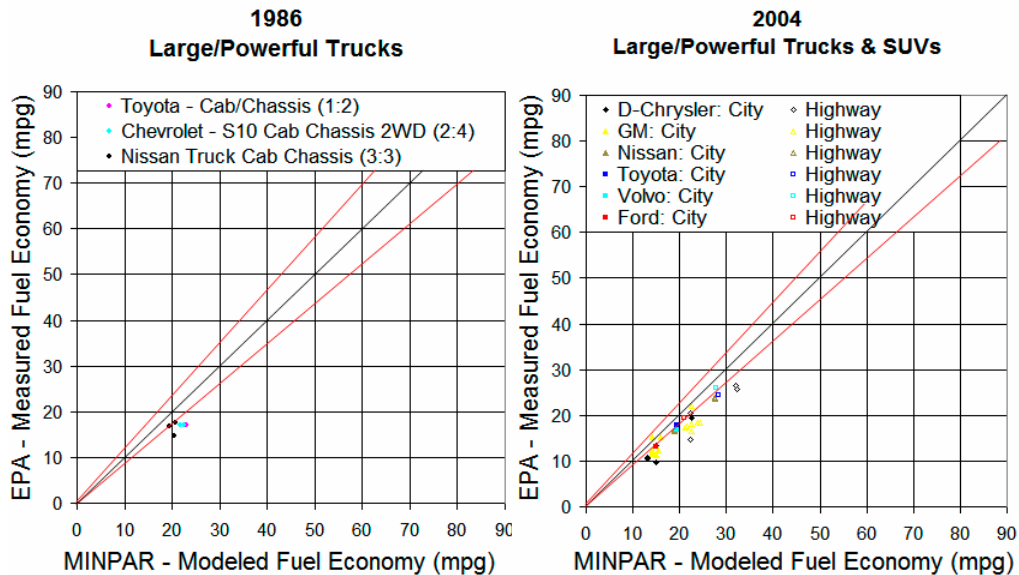 1986
Large/Powerful Trucks
EPA - Measured Fuel Economy (mpg)
90
80
70
60
50
40
30
20
10
0
Toyota - Cab/Chassis (1:2)
Chevrolet - S10 Cab Chassis 2WD (2:4)
Nissan Truck Cab Chassis (3:3)
0 10 20 30 40 50 60 70 80 90
MINPAR - Modeled Fuel Economy (mpg)
2004
Large/Powerful Trucks & SUVs
EPA - Measured Fuel Economy (mpg)
90
80
70
60
50
40
30
20
10
0
D-Chrysler: City Highway
GM: City Highway
Nissan: City Highway
Toyota: City Highway
Volvo: City Highway
Ford: City Highway
0 10 20 30 40 50 60 70 80 90
MINPAR - Modeled Fuel Economy (mpg)